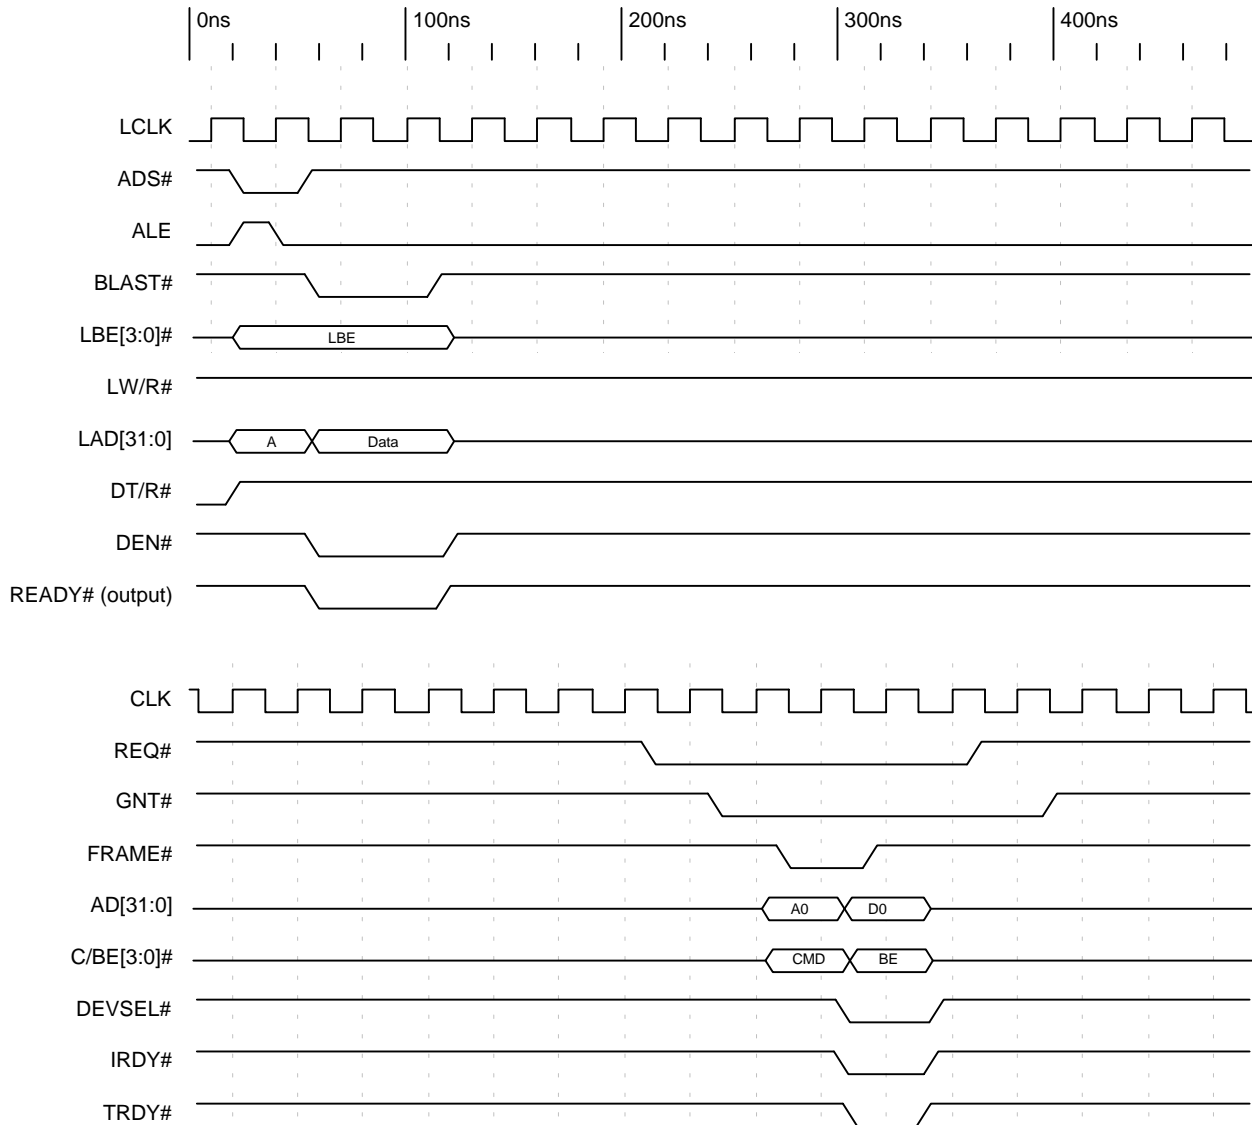 0ns 100ns 200ns 300ns 400ns
LCLK
ADS#
ALE
BLAST#
LBE[3:0]# LBE
LW/R#
LAD[31:0] A Data
DT/R#
DEN#
READY# (output)
CLK
REQ#
GNT#
FRAME#
AD[31:0] A0 D0
C/BE[3:0]# CMD BE
DEVSEL#
IRDY#
TRDY#